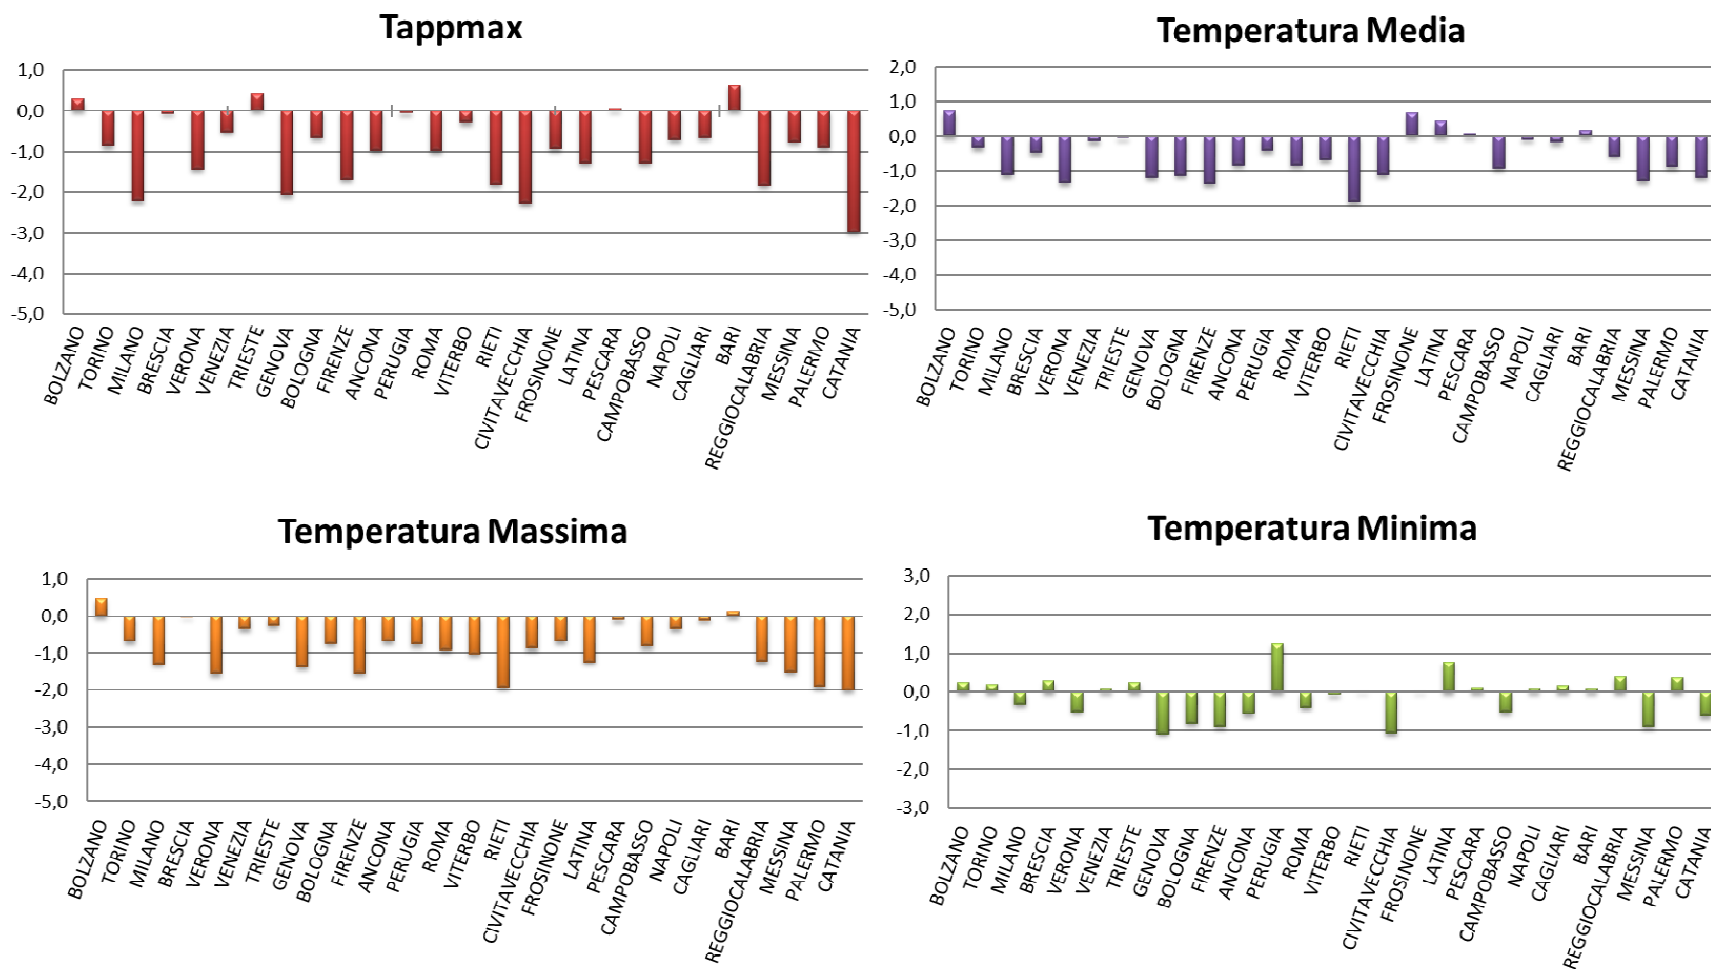 Tappmax
1,0
0,0
-1,0
-2,0
-3,0
-4,0
-5,0
BOLZANO
TORINO
MILANO
BRESCIA
VERONA
VENEZIA
TRIESTE
GENOVA
BOLOGNA
FIRENZE
ANCONA
PERUGIA
ROMA
VITERBO
RIETI
CIVITAVECCHIA
FROSINONE
LATINA
PESCARA
CAMPOBASSO
NAPOLI
CAGLIARI
BARI
REGGIOCALABRIA
MESSINA
PALERMO
CATANIA
Temperatura Media
2,0
1,0
0,0
-1,0
-2,0
-3,0
-4,0
-5,0
BOLZANO
TORINO
MILANO
BRESCIA
VERONA
VENEZIA
TRIESTE
GENOVA
BOLOGNA
FIRENZE
ANCONA
PERUGIA
ROMA
VITERBO
RIETI
CIVITAVECCHIA
FROSINONE
LATINA
PESCARA
CAMPOBASSO
NAPOLI
CAGLIARI
BARI
REGGIOCALABRIA
MESSINA
PALERMO
CATANIA
Temperatura Massima
1,0
0,0
-1,0
-2,0
-3,0
-4,0
-5,0
BOLZANO
TORINO
MILANO
BRESCIA
VERONA
VENEZIA
TRIESTE
GENOVA
BOLOGNA
FIRENZE
ANCONA
PERUGIA
ROMA
VITERBO
RIETI
CIVITAVECCHIA
FROSINONE
LATINA
PESCARA
CAMPOBASSO
NAPOLI
CAGLIARI
BARI
REGGIOCALABRIA
MESSINA
PALERMO
CATANIA
Temperatura Minima
3,0
2,0
1,0
0,0
-1,0
-2,0
-3,0
BOLZANO
TORINO
MILANO
BRESCIA
VERONA
VENEZIA
TRIESTE
GENOVA
BOLOGNA
FIRENZE
ANCONA
PERUGIA
ROMA
VITERBO
RIETI
CIVITAVECCHIA
FROSINONE
LATINA
PESCARA
CAMPOBASSO
NAPOLI
CAGLIARI
BARI
REGGIOCALABRIA
MESSINA
PALERMO
CATANIA